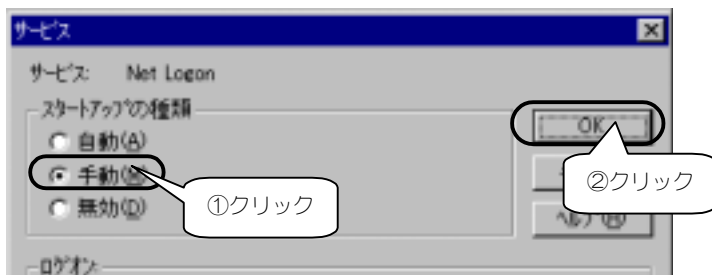 サービス
サービス: Net Logon
スタートアップの種類
自動(A)
手動(M)
無効(D)
OK
ヘルプ(H)
ログオン:
①クリック
②クリック